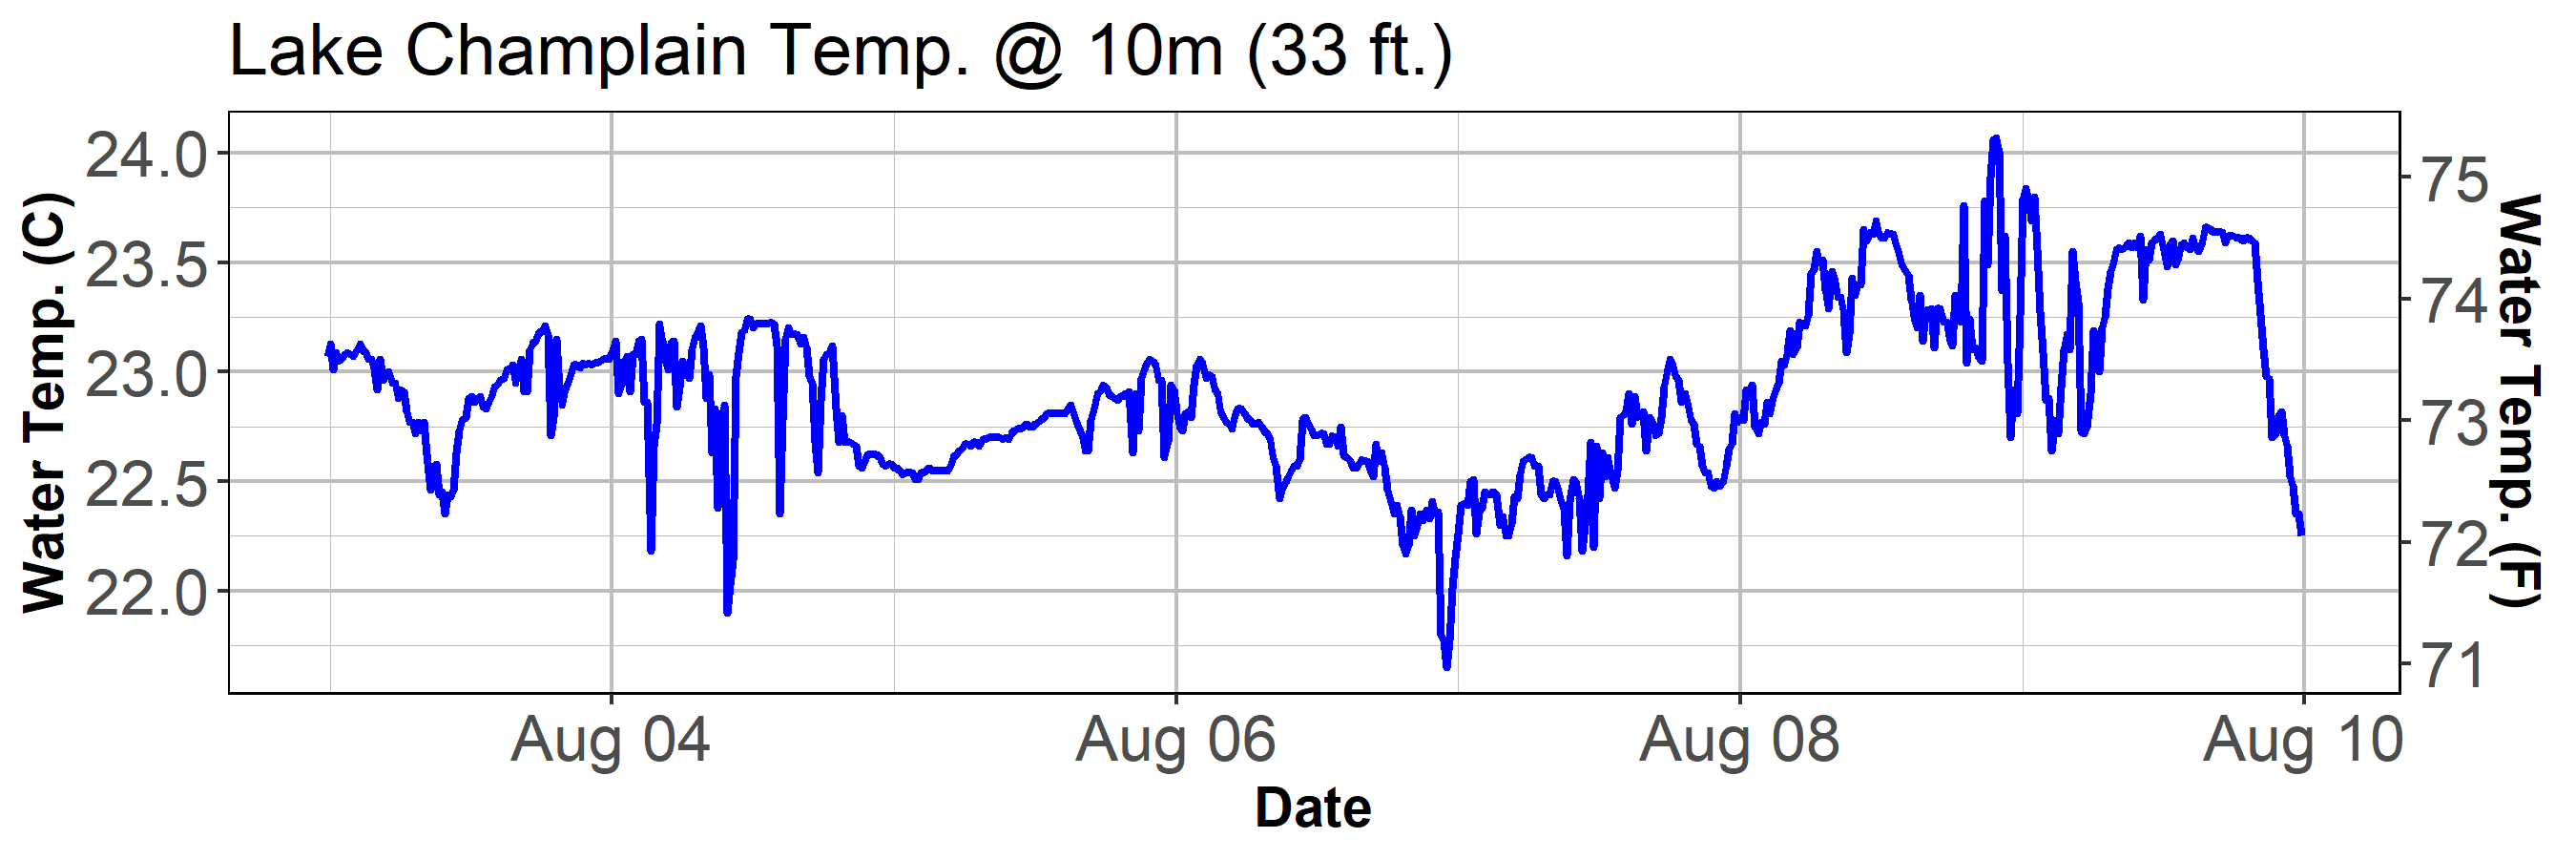 Lake Champlain Temp. @ 10m (33 ft.)
Water Temp. (C)
24.0
23.5
23.0
22.5
22.0
75
74
73
72
71
Water Temp. (F)
Aug 04 Aug 06 Aug 08 Aug 10
Date